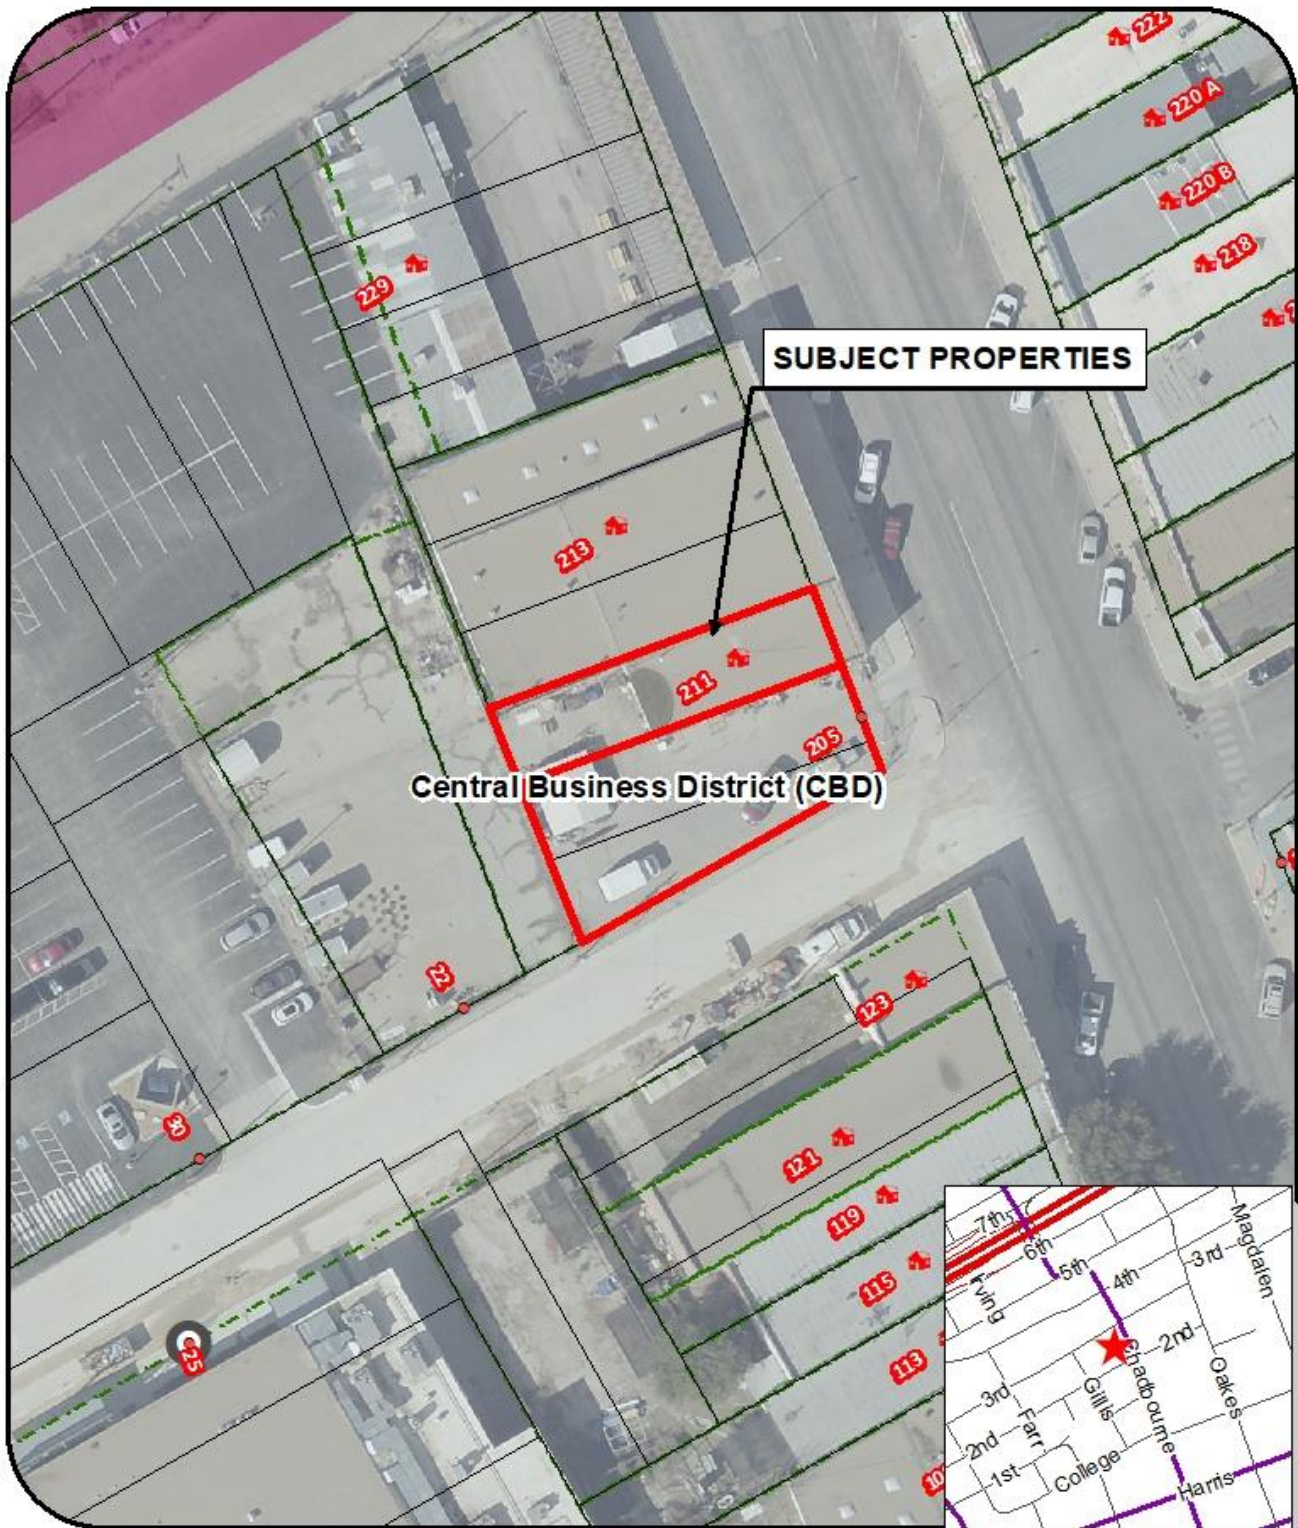 222
220 A
220 B
218
229
SUBJECT PROPERTIES
213
211
205
Central Business District (CBD)
22
123
30
121
119
115
25
113
7th
6th
5th
4th
3rd
Magdalen
Irving
2nd
Chadbourne
3rd
Gillis
Oakes
Farr
2nd
1st
College
Harris